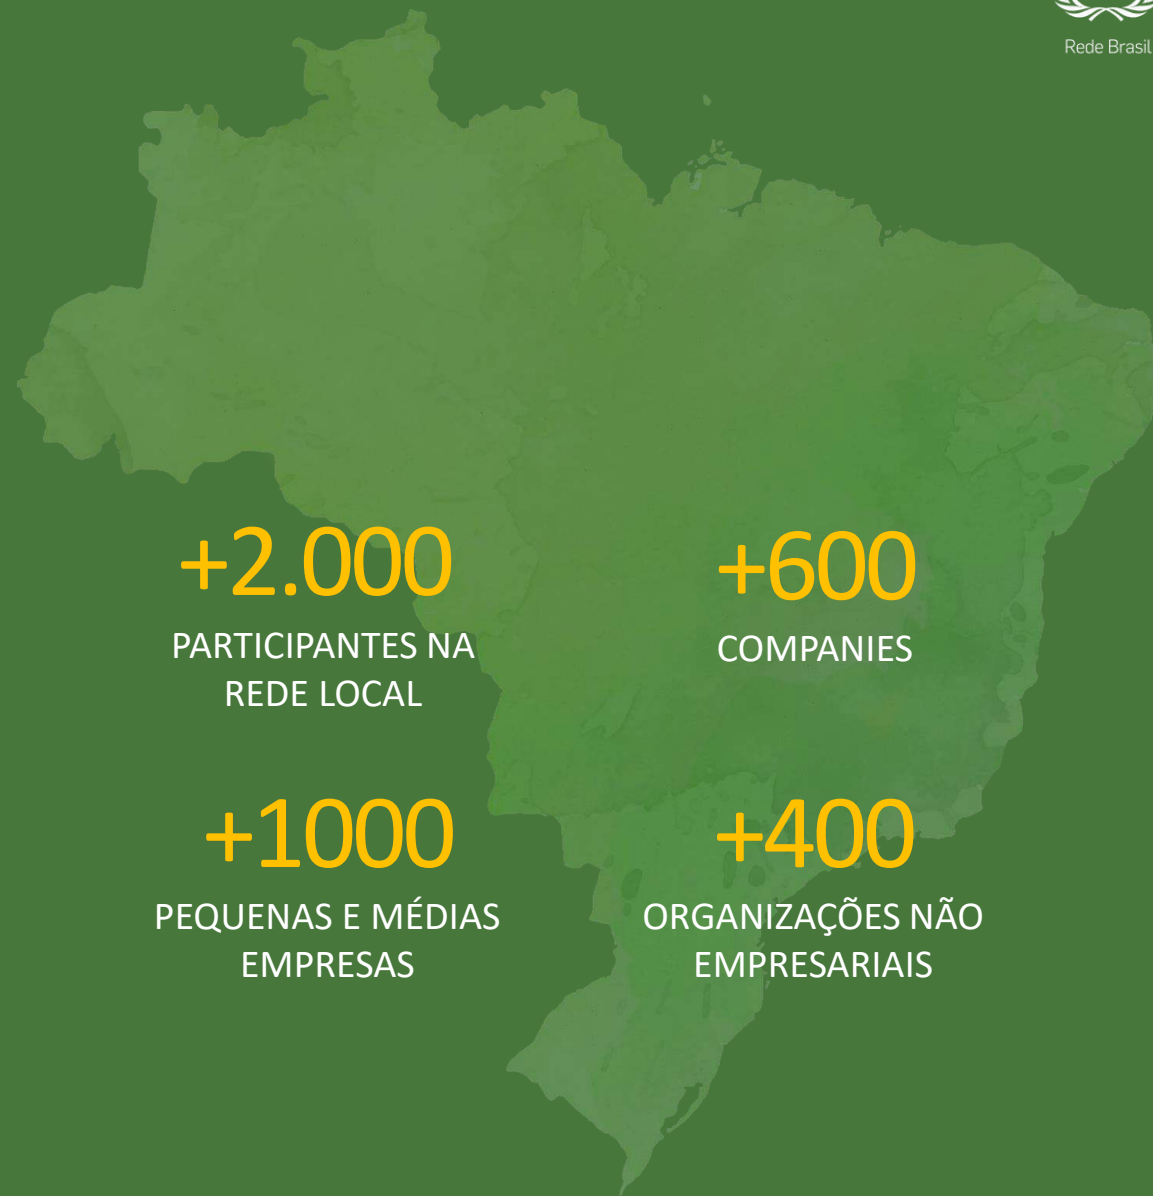 Rede Brasil
+2.000
PARTICIPANTES NA
REDE LOCAL
+600
COMPANIES
+1000
PEQUENAS E MÉDIAS
EMPRESAS
+400
ORGANIZAÇÕES NÃO
EMPRESARIAIS